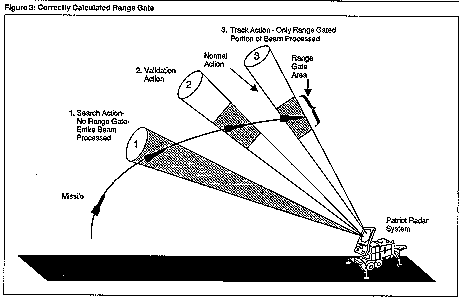 Figure 3: Correctly Calculated Range Gate
3. Track Action - Only Range Gated
Portion of Beam Processed
Normal
Action
Range
Gate
Area
2. Validation
Action
1. Search Action-
No Range Gate-
Entire Beam
Processed
3
2
1
Missile
Patriot Radar
System